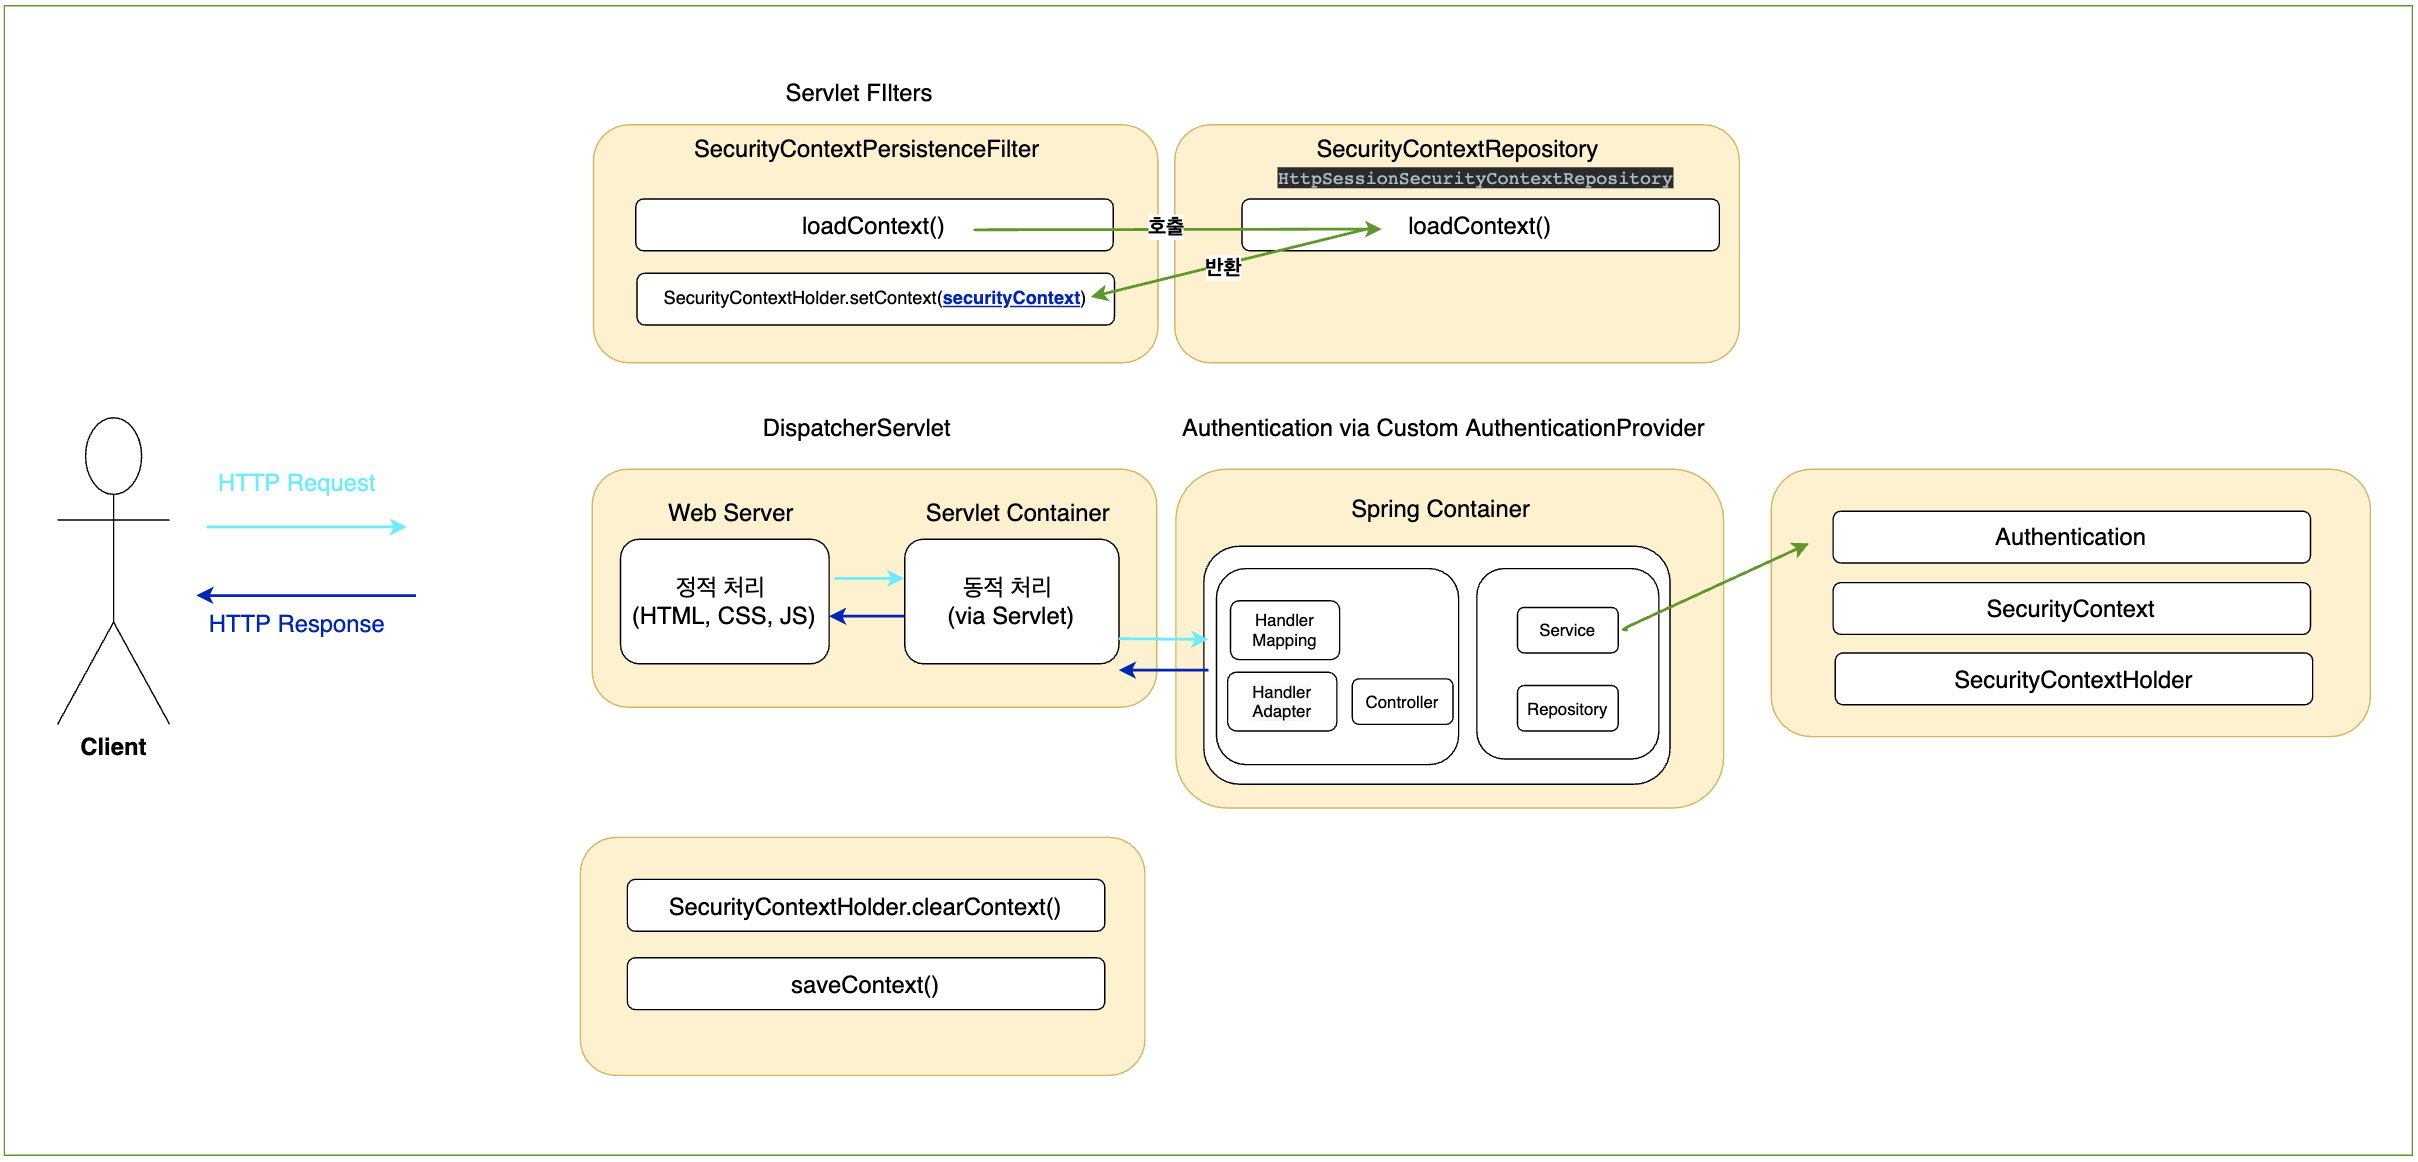 Servlet FIlters
SecurityContextPersistenceFilter
SecurityContextRepository
HttpSessionSecurityContextRepository
loadContext()
호출
loadContext()
반환
SecurityContextHolder.setContext(securityContext)
DispatcherServlet
Authentication via Custom AuthenticationProvider
HTTP Request
HTTP Response
Client
Web Server
Servlet Container
정적 처리
(HTML, CSS, JS)
동적 처리
(via Servlet)
Spring Container
Handler
Mapping
Handler
Adapter
Controller
Service
Repository
Authentication
SecurityContext
SecurityContextHolder
SecurityContextHolder.clearContext()
saveContext()